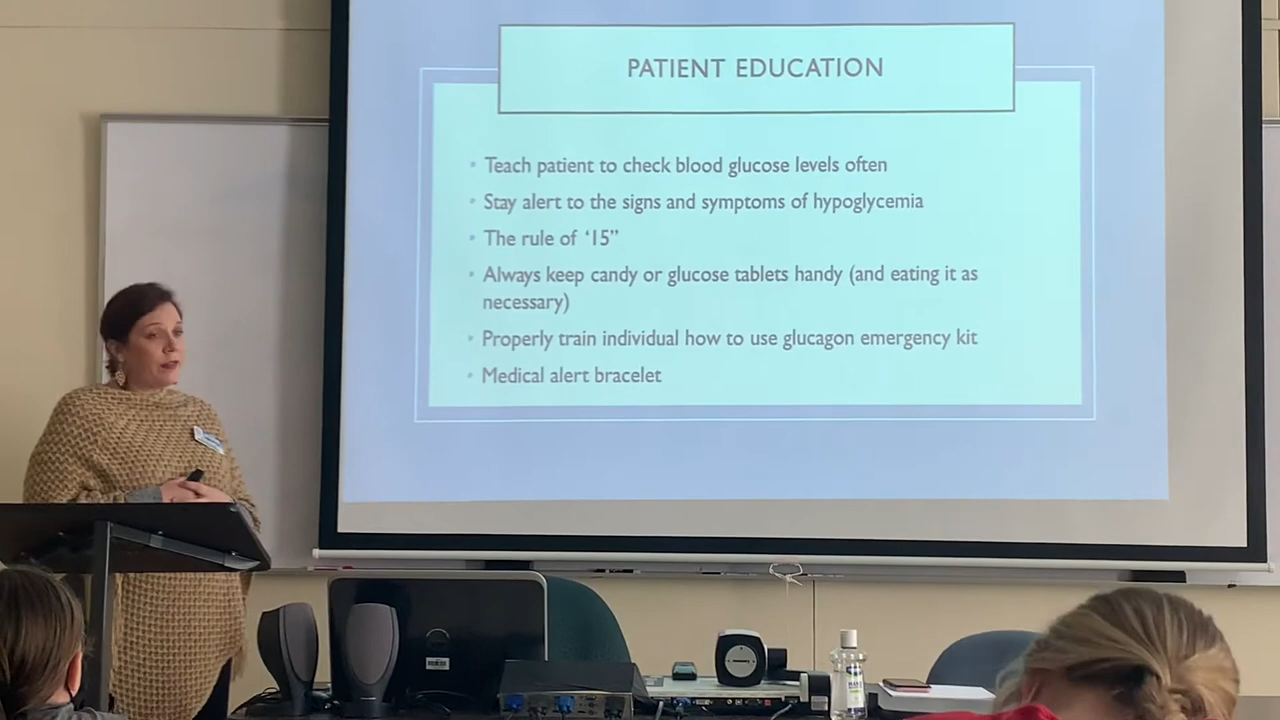 PATIENT EDUCATION
• Teach patient to check blood glucose levels often
• Stay alert to the signs and symptoms of hypoglycemia
• The rule of ‘15”
• Always keep candy or glucose tablets handy (and eating it as
necessary)
• Properly train individual how to use glucagon emergency kit
• Medical alert bracelet